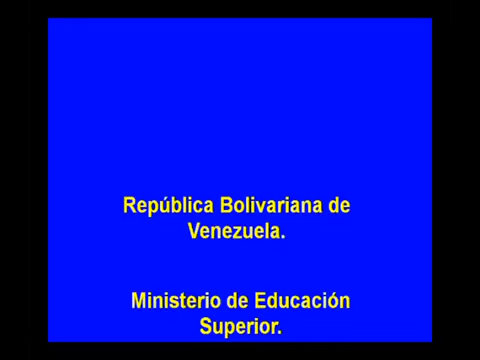 República Bolivariana de
Venezuela.
Ministerio de Educación
Superior.